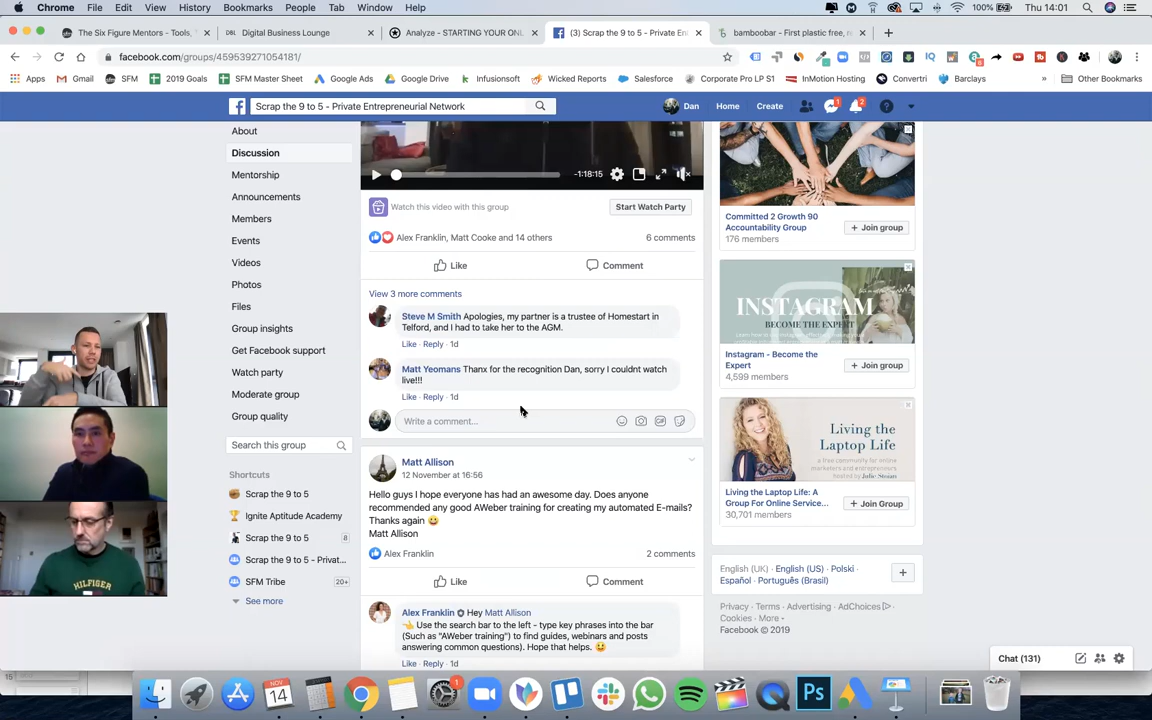 Chrome File Edit View History Bookmarks People Tab Window Help 100% Thu 14:01
The Six Figure Mentors - Tools, Digital Business Lounge Analyze - STARTING YOUR ONL (3) Scrap the 9 to 5 - Private En bamboobar - First plastic free, n
facebook.com/groups/459539271054181/
Apps Gmail SFM 2019 Goals SFM Master Sheet Google Ads Google Drive Infusionsoft Wicked Reports Salesforce Corporate Pro LP S1 InMotion Hosting Convertri Barclays Other Bookmarks
Scrap the 9 to 5 - Private Entrepreneurial Network Dan Home Create 1 2
About
Discussion
Mentorship
Announcements
Members
Events
Videos
Photos
Files
Group insights
Get Facebook support
Watch party
Moderate group
Group quality
Search this group
Shortcuts
Scrap the 9 to 5
Ignite Aptitude Academy
Scrap the 9 to 5 8
Scrap the 9 to 5 - Privat...
SFM Tribe 20+
See more
-1:18:15
Watch this video with this group Start Watch Party
Alex Franklin, Matt Cooke and 14 others 6 comments
Like Comment
View 3 more comments
Steve M Smith Apologies, my partner is a trustee of Homestart in
Telford, and I had to take her to the AGM.
Like · Reply · 1d
Matt Yeomans Thanx for the recognition Dan, sorry I couldnt watch
live!!!
Like · Reply · 1d
Write a comment...
GIF
Matt Allison
12 November at 16:56
Hello guys I hope everyone has had an awesome day. Does anyone
recommended any good AWeber training for creating my automated E-mails?
Thanks again 😀
Matt Allison
Alex Franklin 2 comments
Like Comment
Alex Franklin Hey Matt Allison
👈 Use the search bar to the left - type key phrases into the bar
(Such as "AWeber training") to find guides, webinars and posts
answering common questions). Hope that helps. 😃
Like · Reply · 1d
Committed 2 Growth 90
Accountability Group
176 members
+ Join group
INSTAGRAM
BECOME THE EXPERT
Instagram - Become the
Expert
4,599 members
+ Join group
Living the
Laptop Life
Living the Laptop Life: A
Group For Online Service...
30,701 members
+ Join Group
English (UK) · English (US) · Polski ·
Español · Português (Brasil)
Privacy · Terms · Advertising · AdChoices ·
Cookies · More
Facebook © 2019
Chat (131)
HILFIGER
15
NOV
14
1
Ps